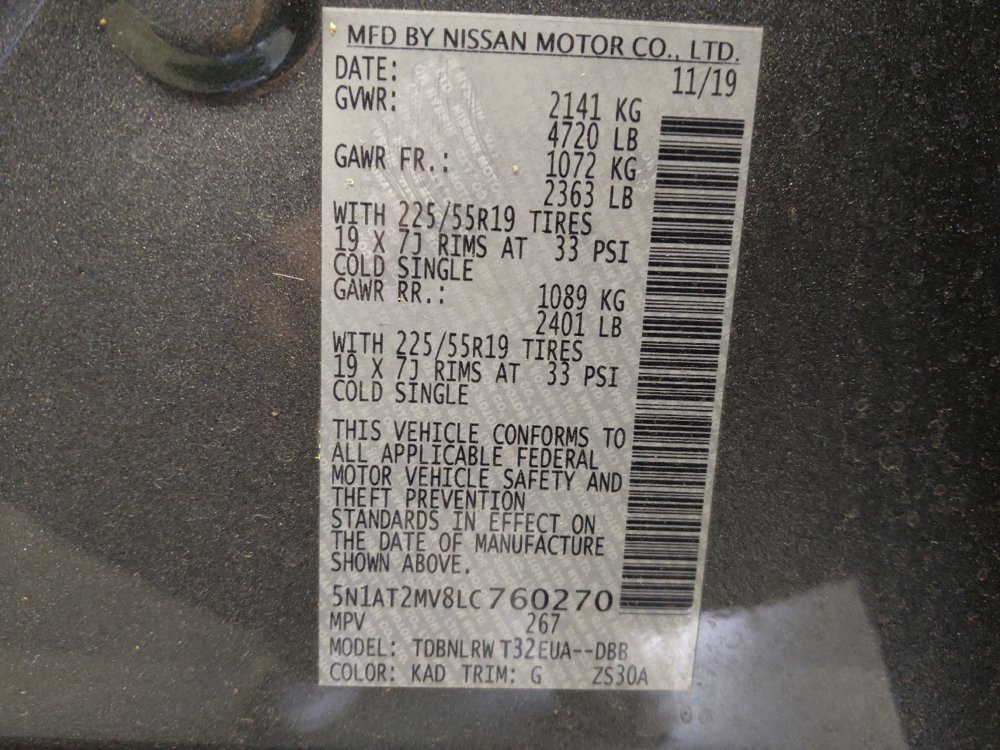 MFD BY NISSAN MOTOR CO., LTD.
DATE: 11/19
GVWR: 2141 KG
4720 LB
GAWR FR.: 1072 KG
2363 LB
WITH 225/55R19 TIRES
19 X 7J RIMS AT 33 PSI
COLD SINGLE
GAWR RR.: 1089 KG
2401 LB
WITH 225/55R19 TIRES
19 X 7J RIMS AT 33 PSI
COLD SINGLE
THIS VEHICLE CONFORMS TO
ALL APPLICABLE FEDERAL
MOTOR VEHICLE SAFETY AND
THEFT PREVENTION
STANDARDS IN EFFECT ON
THE DATE OF MANUFACTURE
SHOWN ABOVE.
5N1AT2MV8LC760270
MPV 267
MODEL: TDBNLRW T32EUA--DBB
COLOR: KAD TRIM: G ZS30A